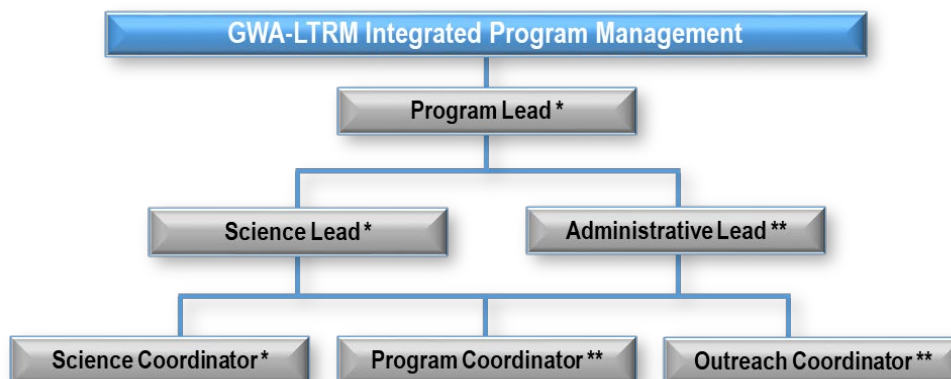 GWA-LTRM Integrated Program Management
Program Lead *
Science Lead *
Administrative Lead **
Science Coordinator *
Program Coordinator **
Outreach Coordinator **